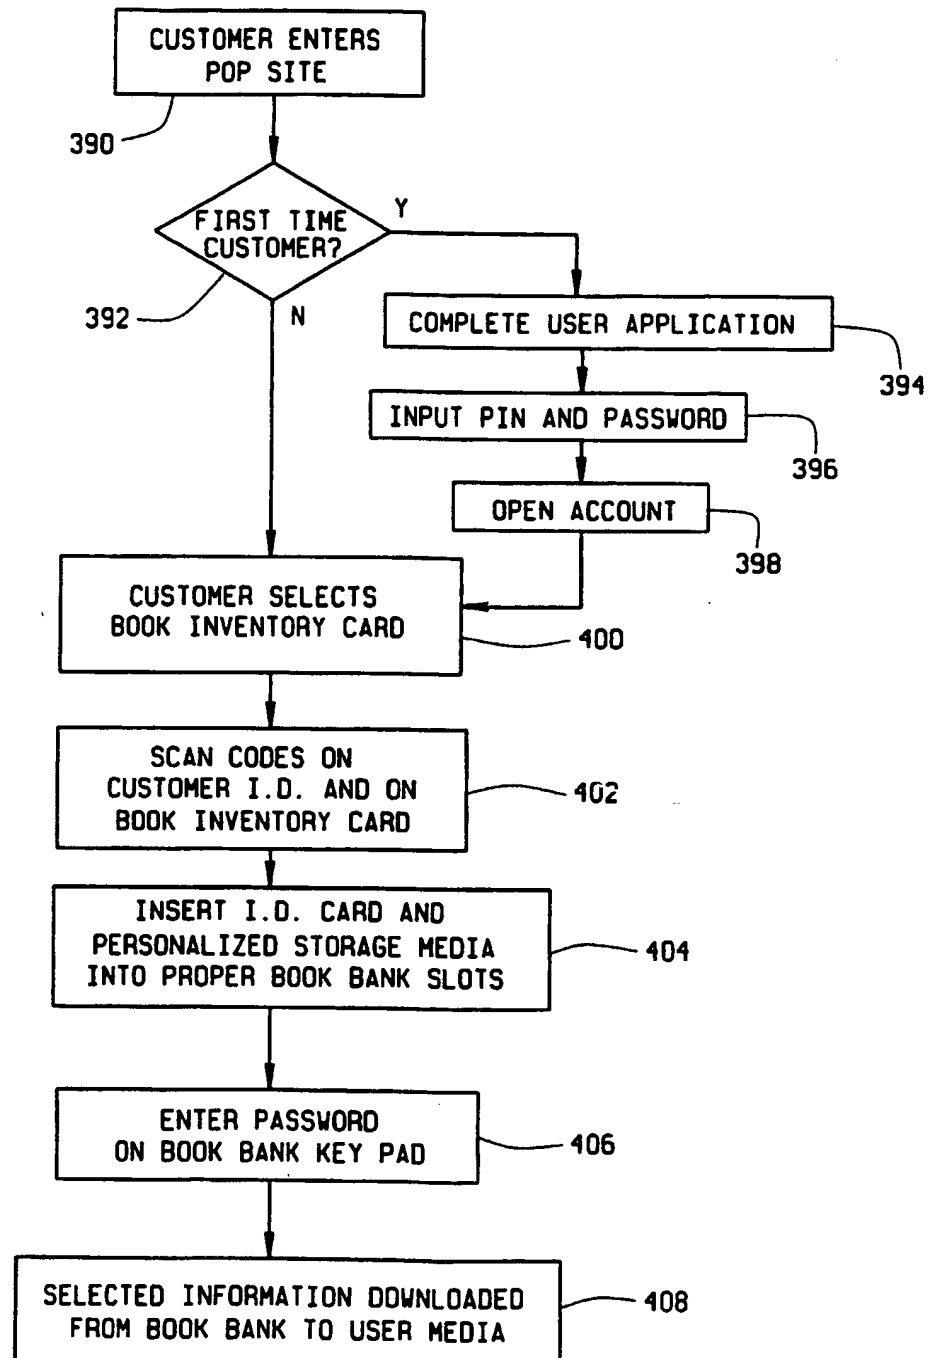 CUSTOMER ENTERS
POP SITE
390
FIRST TIME
CUSTOMER?
Y
392
N
COMPLETE USER APPLICATION
394
INPUT PIN AND PASSWORD
396
OPEN ACCOUNT
398
CUSTOMER SELECTS
BOOK INVENTORY CARD
400
SCAN CODES ON
CUSTOMER I.D. AND ON
BOOK INVENTORY CARD
402
INSERT I.D. CARD AND
PERSONALIZED STORAGE MEDIA
INTO PROPER BOOK BANK SLOTS
404
ENTER PASSWORD
ON BOOK BANK KEY PAD
406
SELECTED INFORMATION DOWNLOADED
FROM BOOK BANK TO USER MEDIA
408